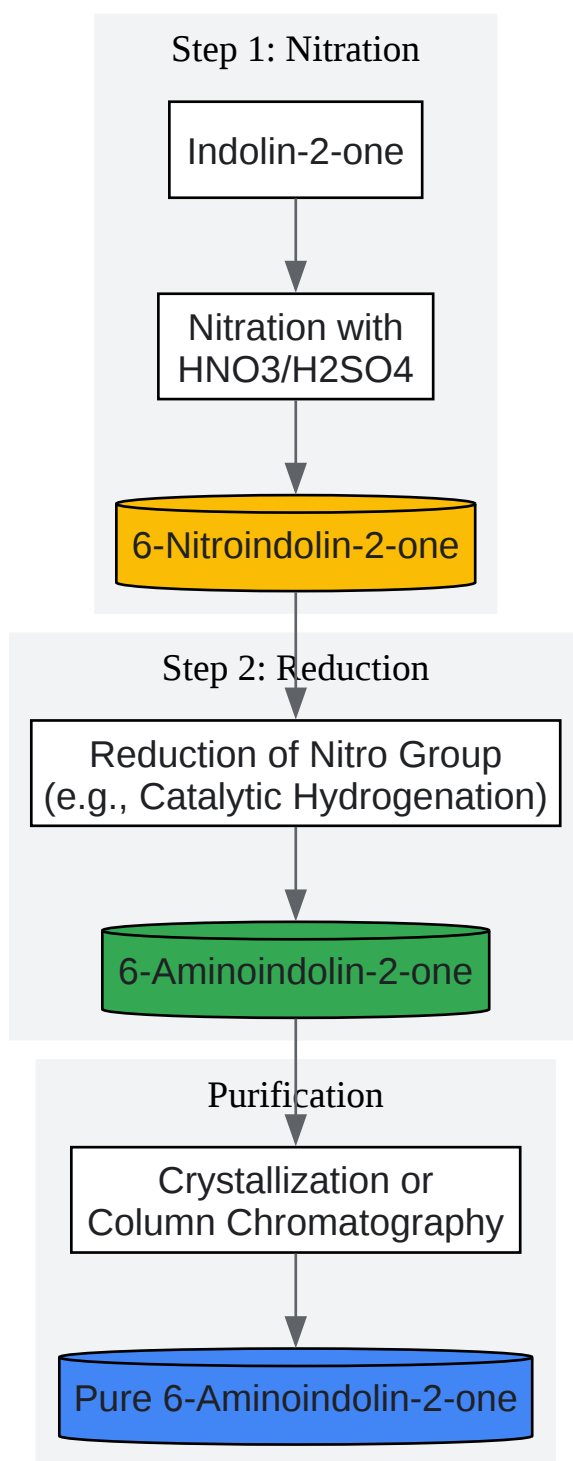 Step 1: Nitration
Indolin-2-one
Nitration with
HNO3/H2SO4
6-Nitroindolin-2-one
Step 2: Reduction
Reduction of Nitro Group
(e.g., Catalytic Hydrogenation)
6-Aminoindolin-2-one
Purification
Crystallization or
Column Chromatography
Pure 6-Aminoindolin-2-one